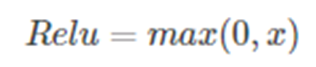 Relu = max(0, x)